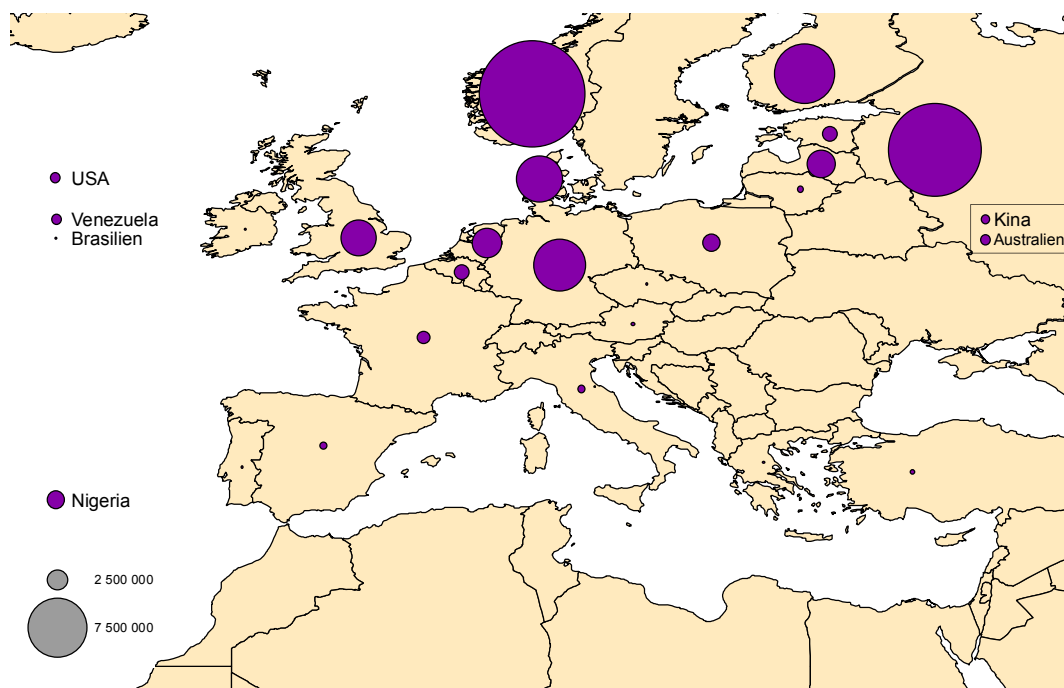 USA
Venezuela
Brasilien
Kina
Australien
Nigeria
2 500 000
7 500 000